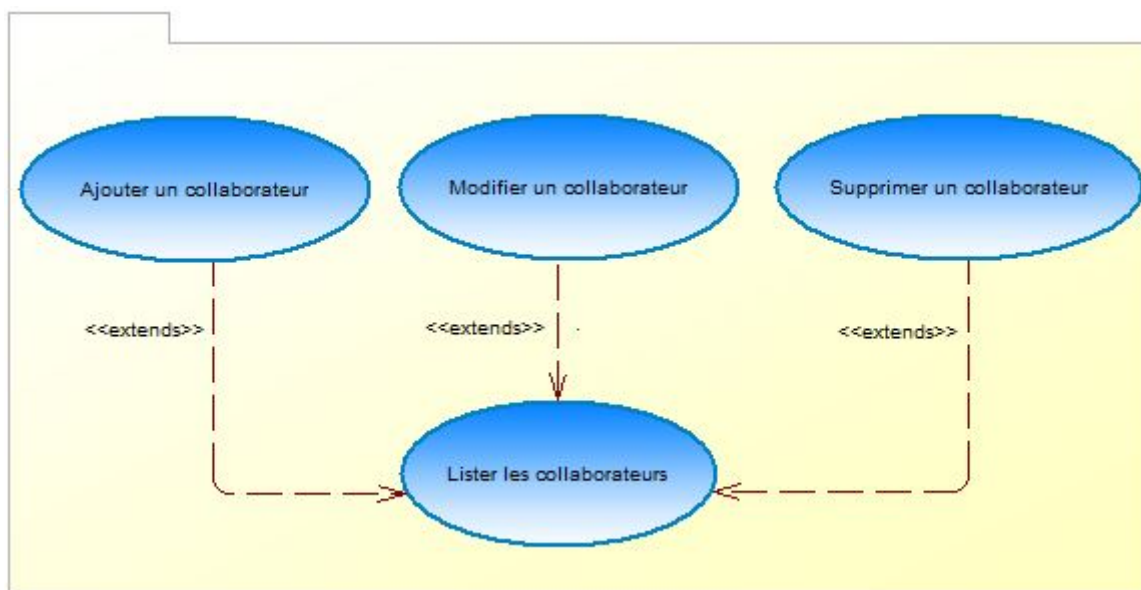 Ajouter un collaborateur
Modifier un collaborateur
Supprimer un collaborateur
<<extends>>
<<extends>>
<<extends>>
Lister les collaborateurs